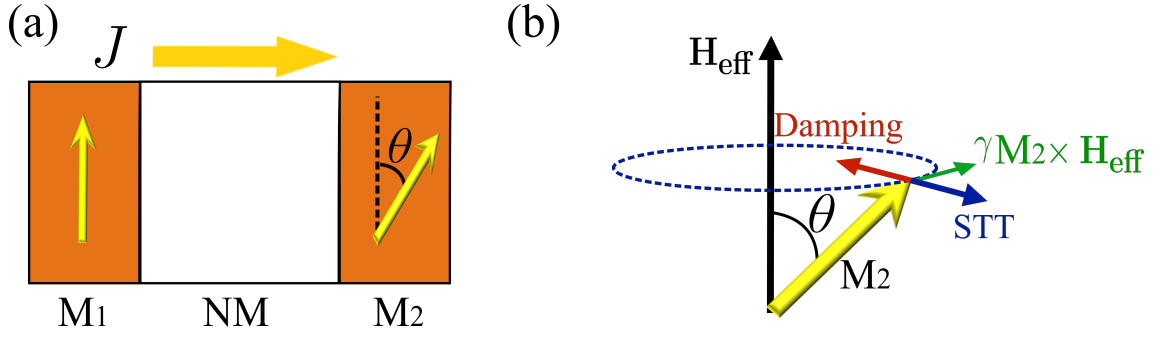 (a)
J
θ
M1
NM
M2
(b)
Heff
Damping
γM2× Heff
θ
STT
M2